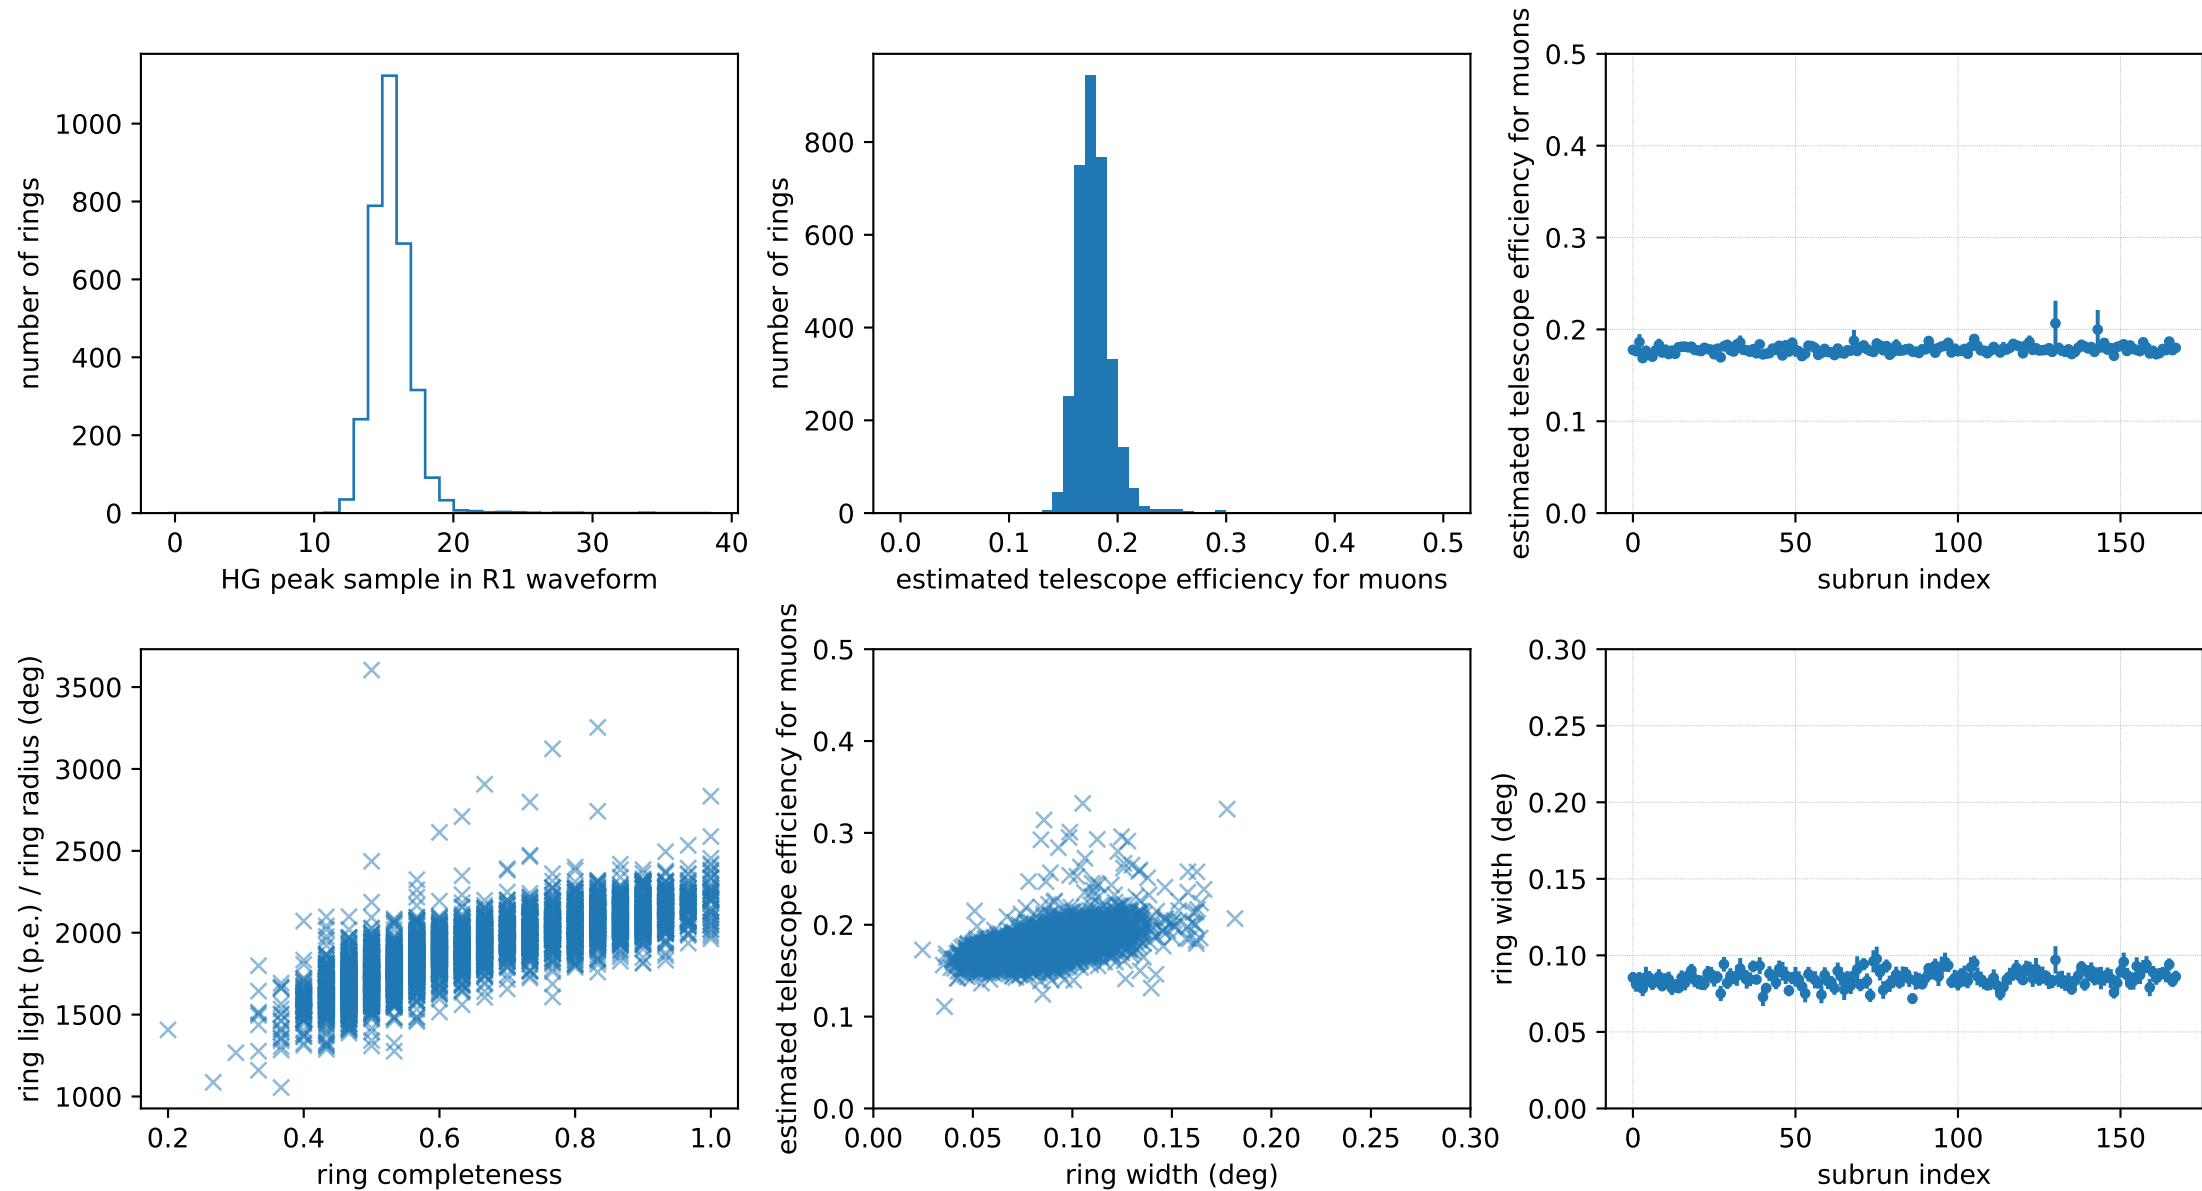 number of rings
1000
800
600
400
200
0
0 10 20 30 40
HG peak sample in R1 waveform
number of rings
800
600
400
200
0
0.0 0.1 0.2 0.3 0.4 0.5
estimated telescope efficiency for muons
estimated telescope efficiency for muons
0.5
0.4
0.3
0.2
0.1
0.0
0 50 100 150
subrun index
ring light (p.e.) / ring radius (deg)
3500
3000
2500
2000
1500
1000
0.2 0.4 0.6 0.8 1.0
ring completeness
estimated telescope efficiency for muons
0.5
0.4
0.3
0.2
0.1
0.0
0.00 0.05 0.10 0.15 0.20 0.25 0.30
ring width (deg)
ring width (deg)
0.30
0.25
0.20
0.15
0.10
0.05
0.00
0 50 100 150
subrun index